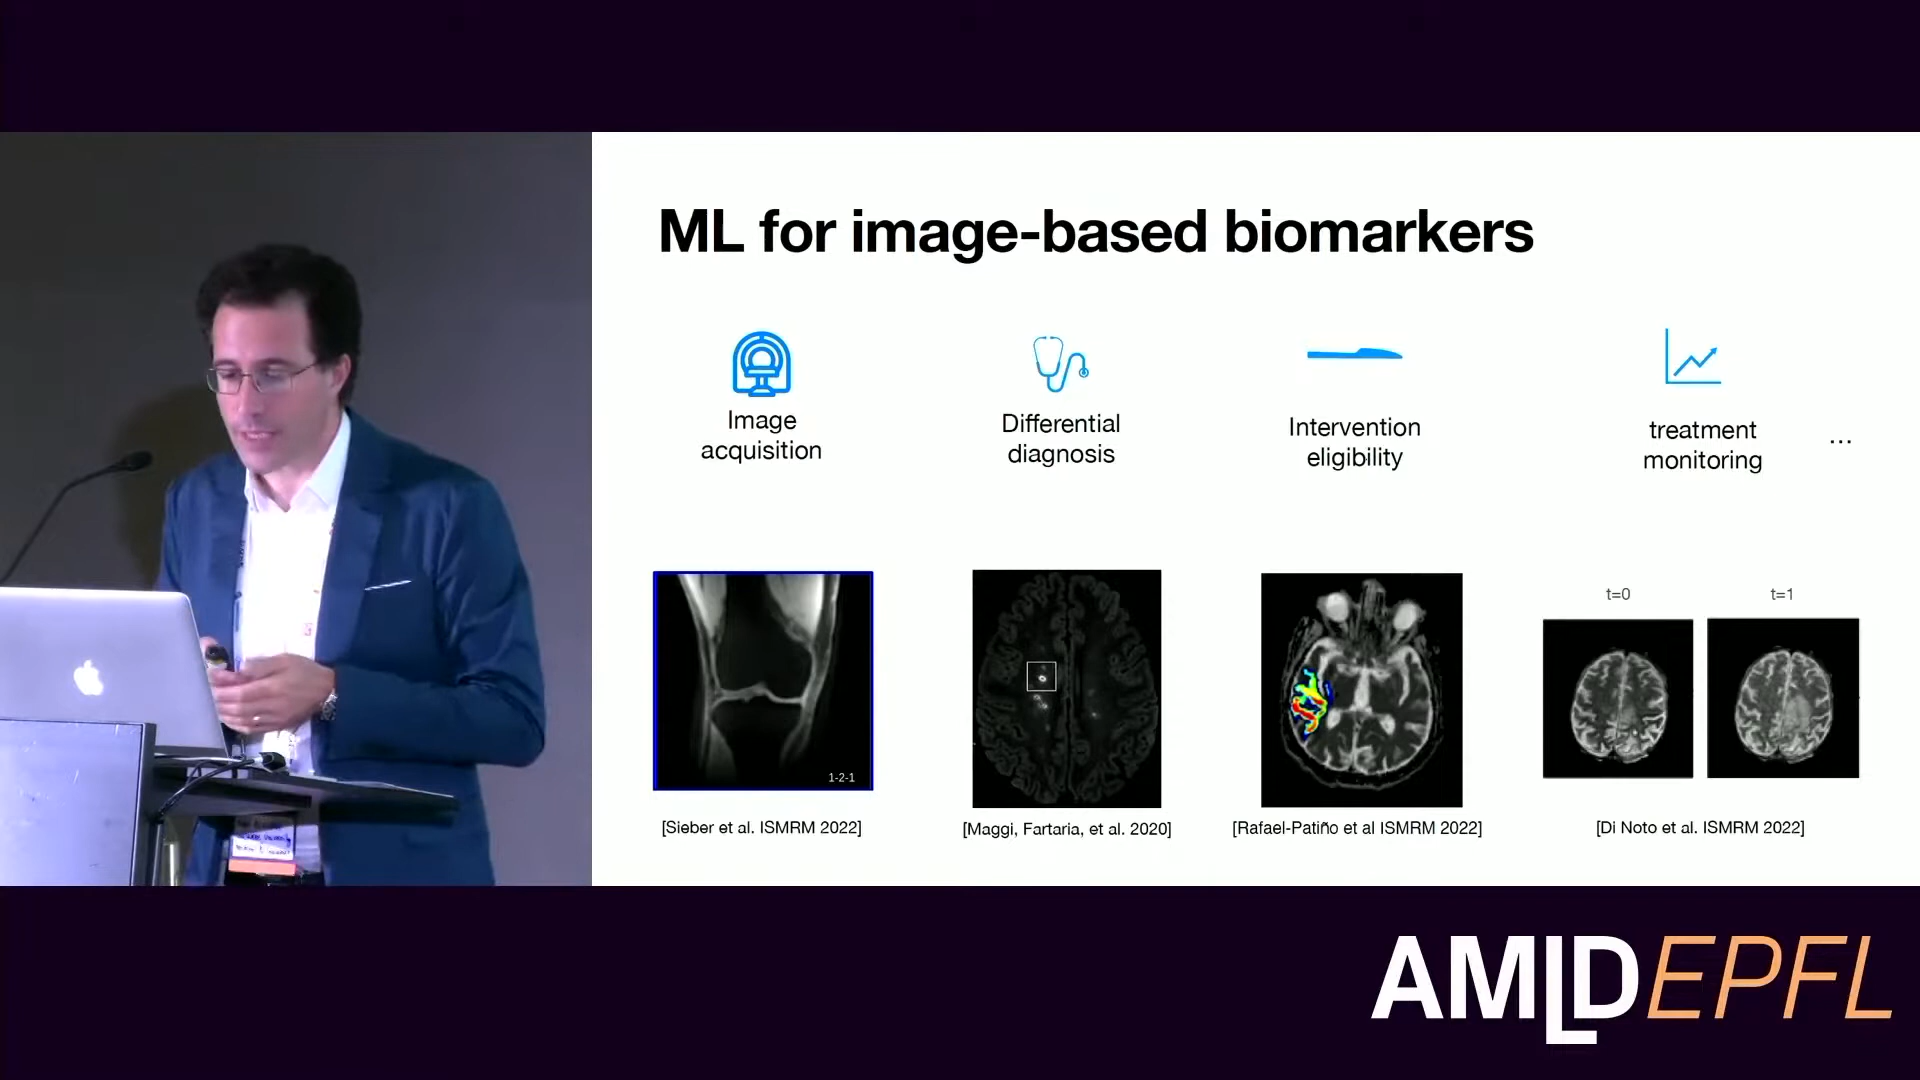 ML for image-based biomarkers
Image
acquisition
Differential
diagnosis
Intervention
eligibility
treatment
monitoring
...
1-2-1
t=0
t=1
[Sieber et al. ISMRM 2022]
[Maggi, Fartaria, et al. 2020]
[Rafael-Patiño et al ISMRM 2022]
[Di Noto et al. ISMRM 2022]
AMLDEPFL